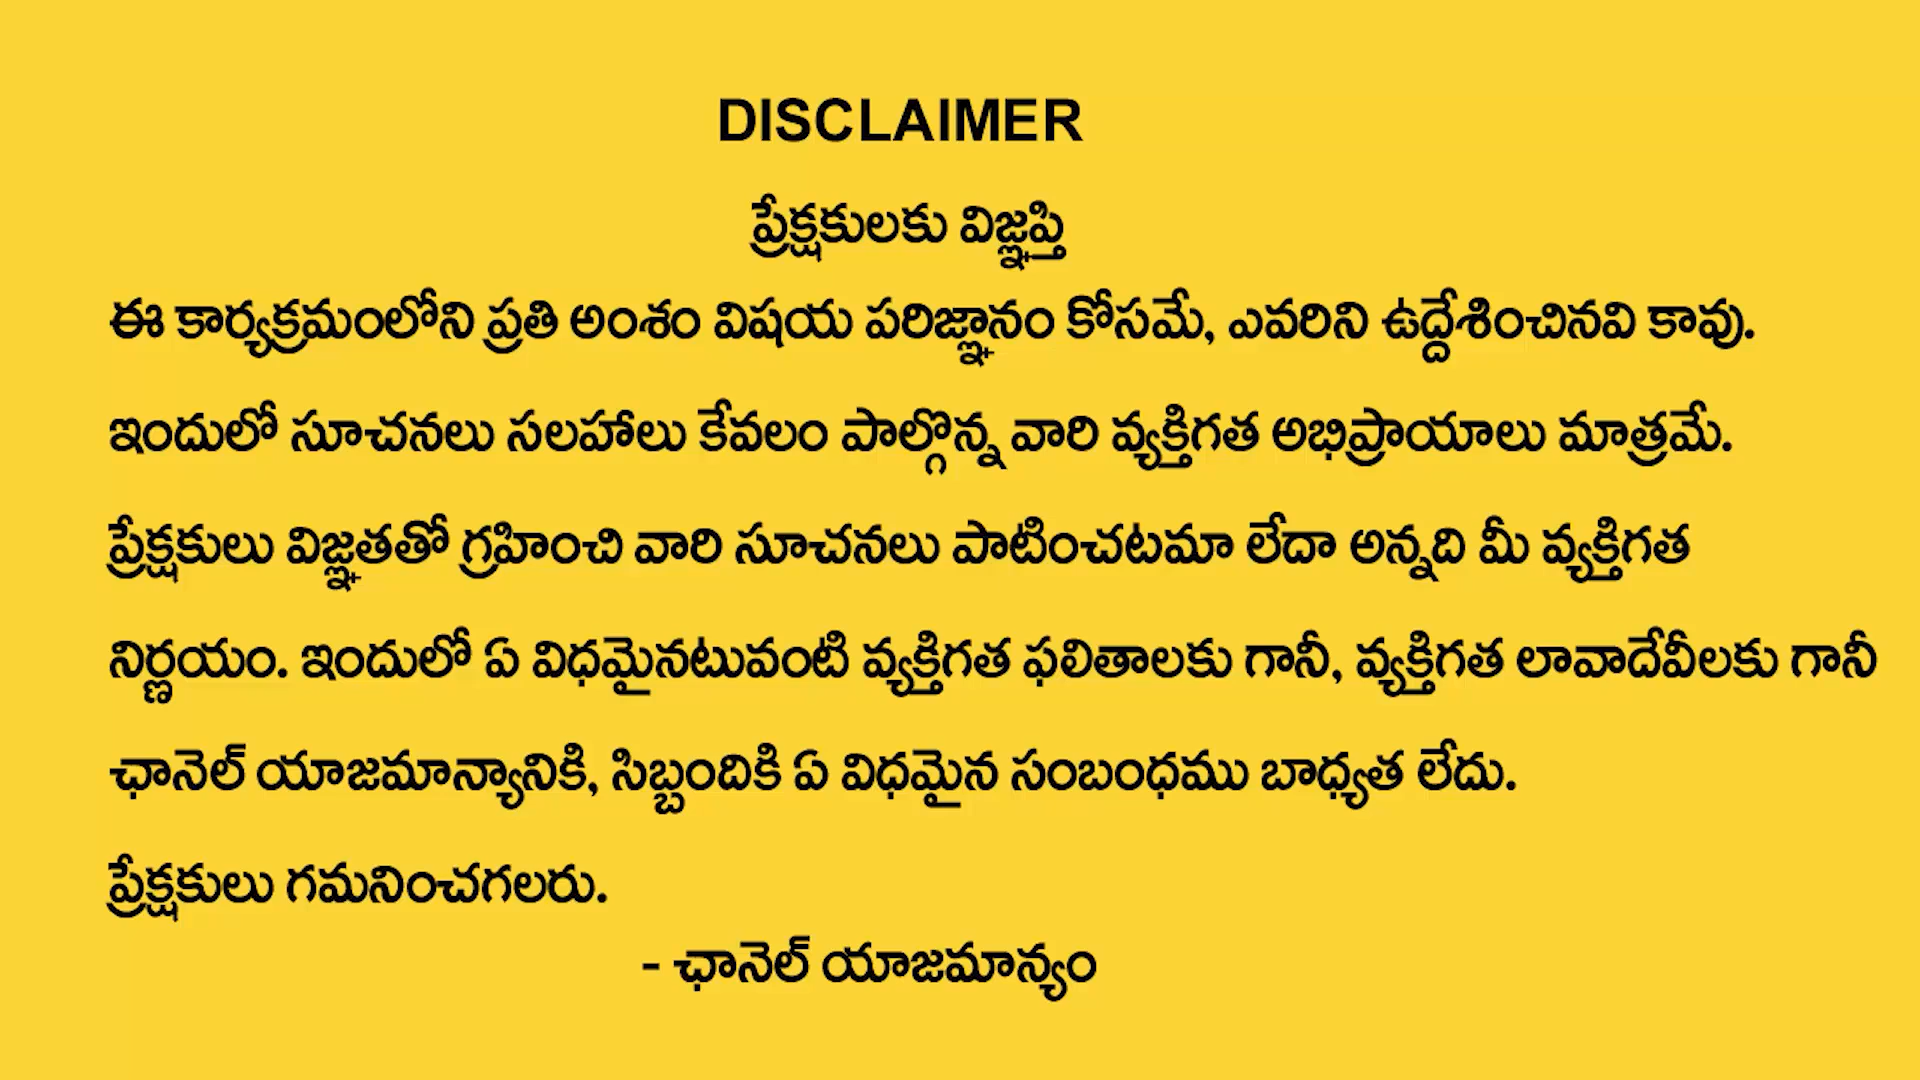 DISCLAIMER
ప్రేక్షకులకు విజ్ఞప్తి
ఈ కార్యక్రమంలోని ప్రతి అంశం విషయ పరిజ్ఞానం కోసమే, ఎవరిని ఉద్దేశించినవి కావు.
ఇందులో సూచనలు సలహాలు కేవలం పాల్గొన్న వారి వ్యక్తిగత అభిప్రాయాలు మాత్రమే.
ప్రేక్షకులు విజ్ఞతతో గ్రహించి వారి సూచనలు పాటించటమా లేదా అన్నది మీ వ్యక్తిగత
నిర్ణయం. ఇందులో ఏ విధమైనటువంటి వ్యక్తిగత ఫలితాలకు గానీ, వ్యక్తిగత లావాదేవీలకు గానీ
ఛానెల్ యాజమాన్యానికి, సిబ్బందికి ఏ విధమైన సంబంధము బాధ్యత లేదు.
ప్రేక్షకులు గమనించగలరు.
- ఛానెల్ యాజమాన్యం